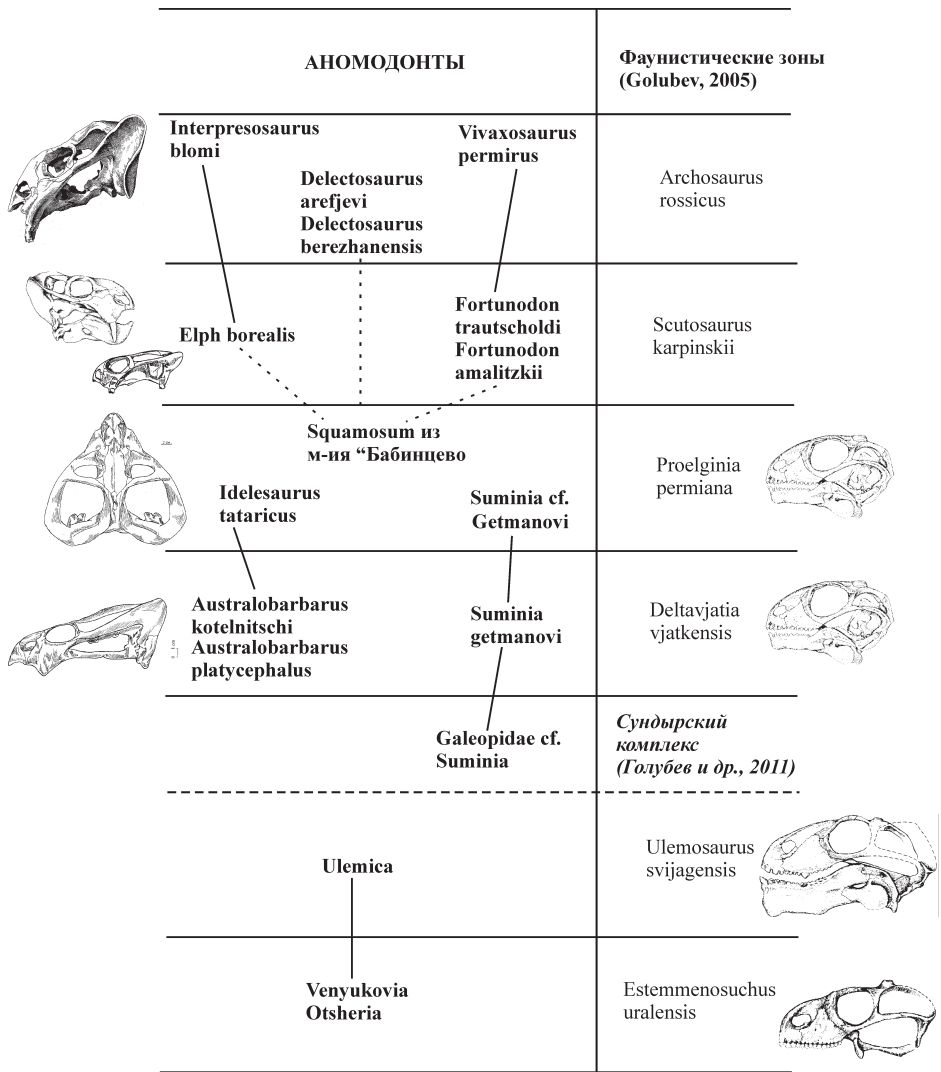 АНОМОДОНТЫ
Фаунистические зоны
(Golubev, 2005)
Interpresosaurus
blomi
Delectosaurus
arefjevi
Delectosaurus
berezhanensis
Vivaxosaurus
permirus
Archosaurus
rossicus
Elph borealis
Fortunodon
trautscholdi
Fortunodon
amalitzkii
Scutosaurus
karpinskii
Squamosum из
м-ия “Бабинцево
Idelesaurus
tataricus
Suminia cf.
Getmanovi
Proelginia
permiana
Australobarbarus
kotelnitschi
Australobarbarus
platycephalus
Suminia
getmanovi
Deltavjatia
vjatkensis
Galeopidae cf.
Suminia
Сундырский
комплекс
(Голубев и др., 2011)
Ulemica
Ulemosaurus
svijagensis
Venyukovia
Otsheria
Estemmenosuchus
uralensis